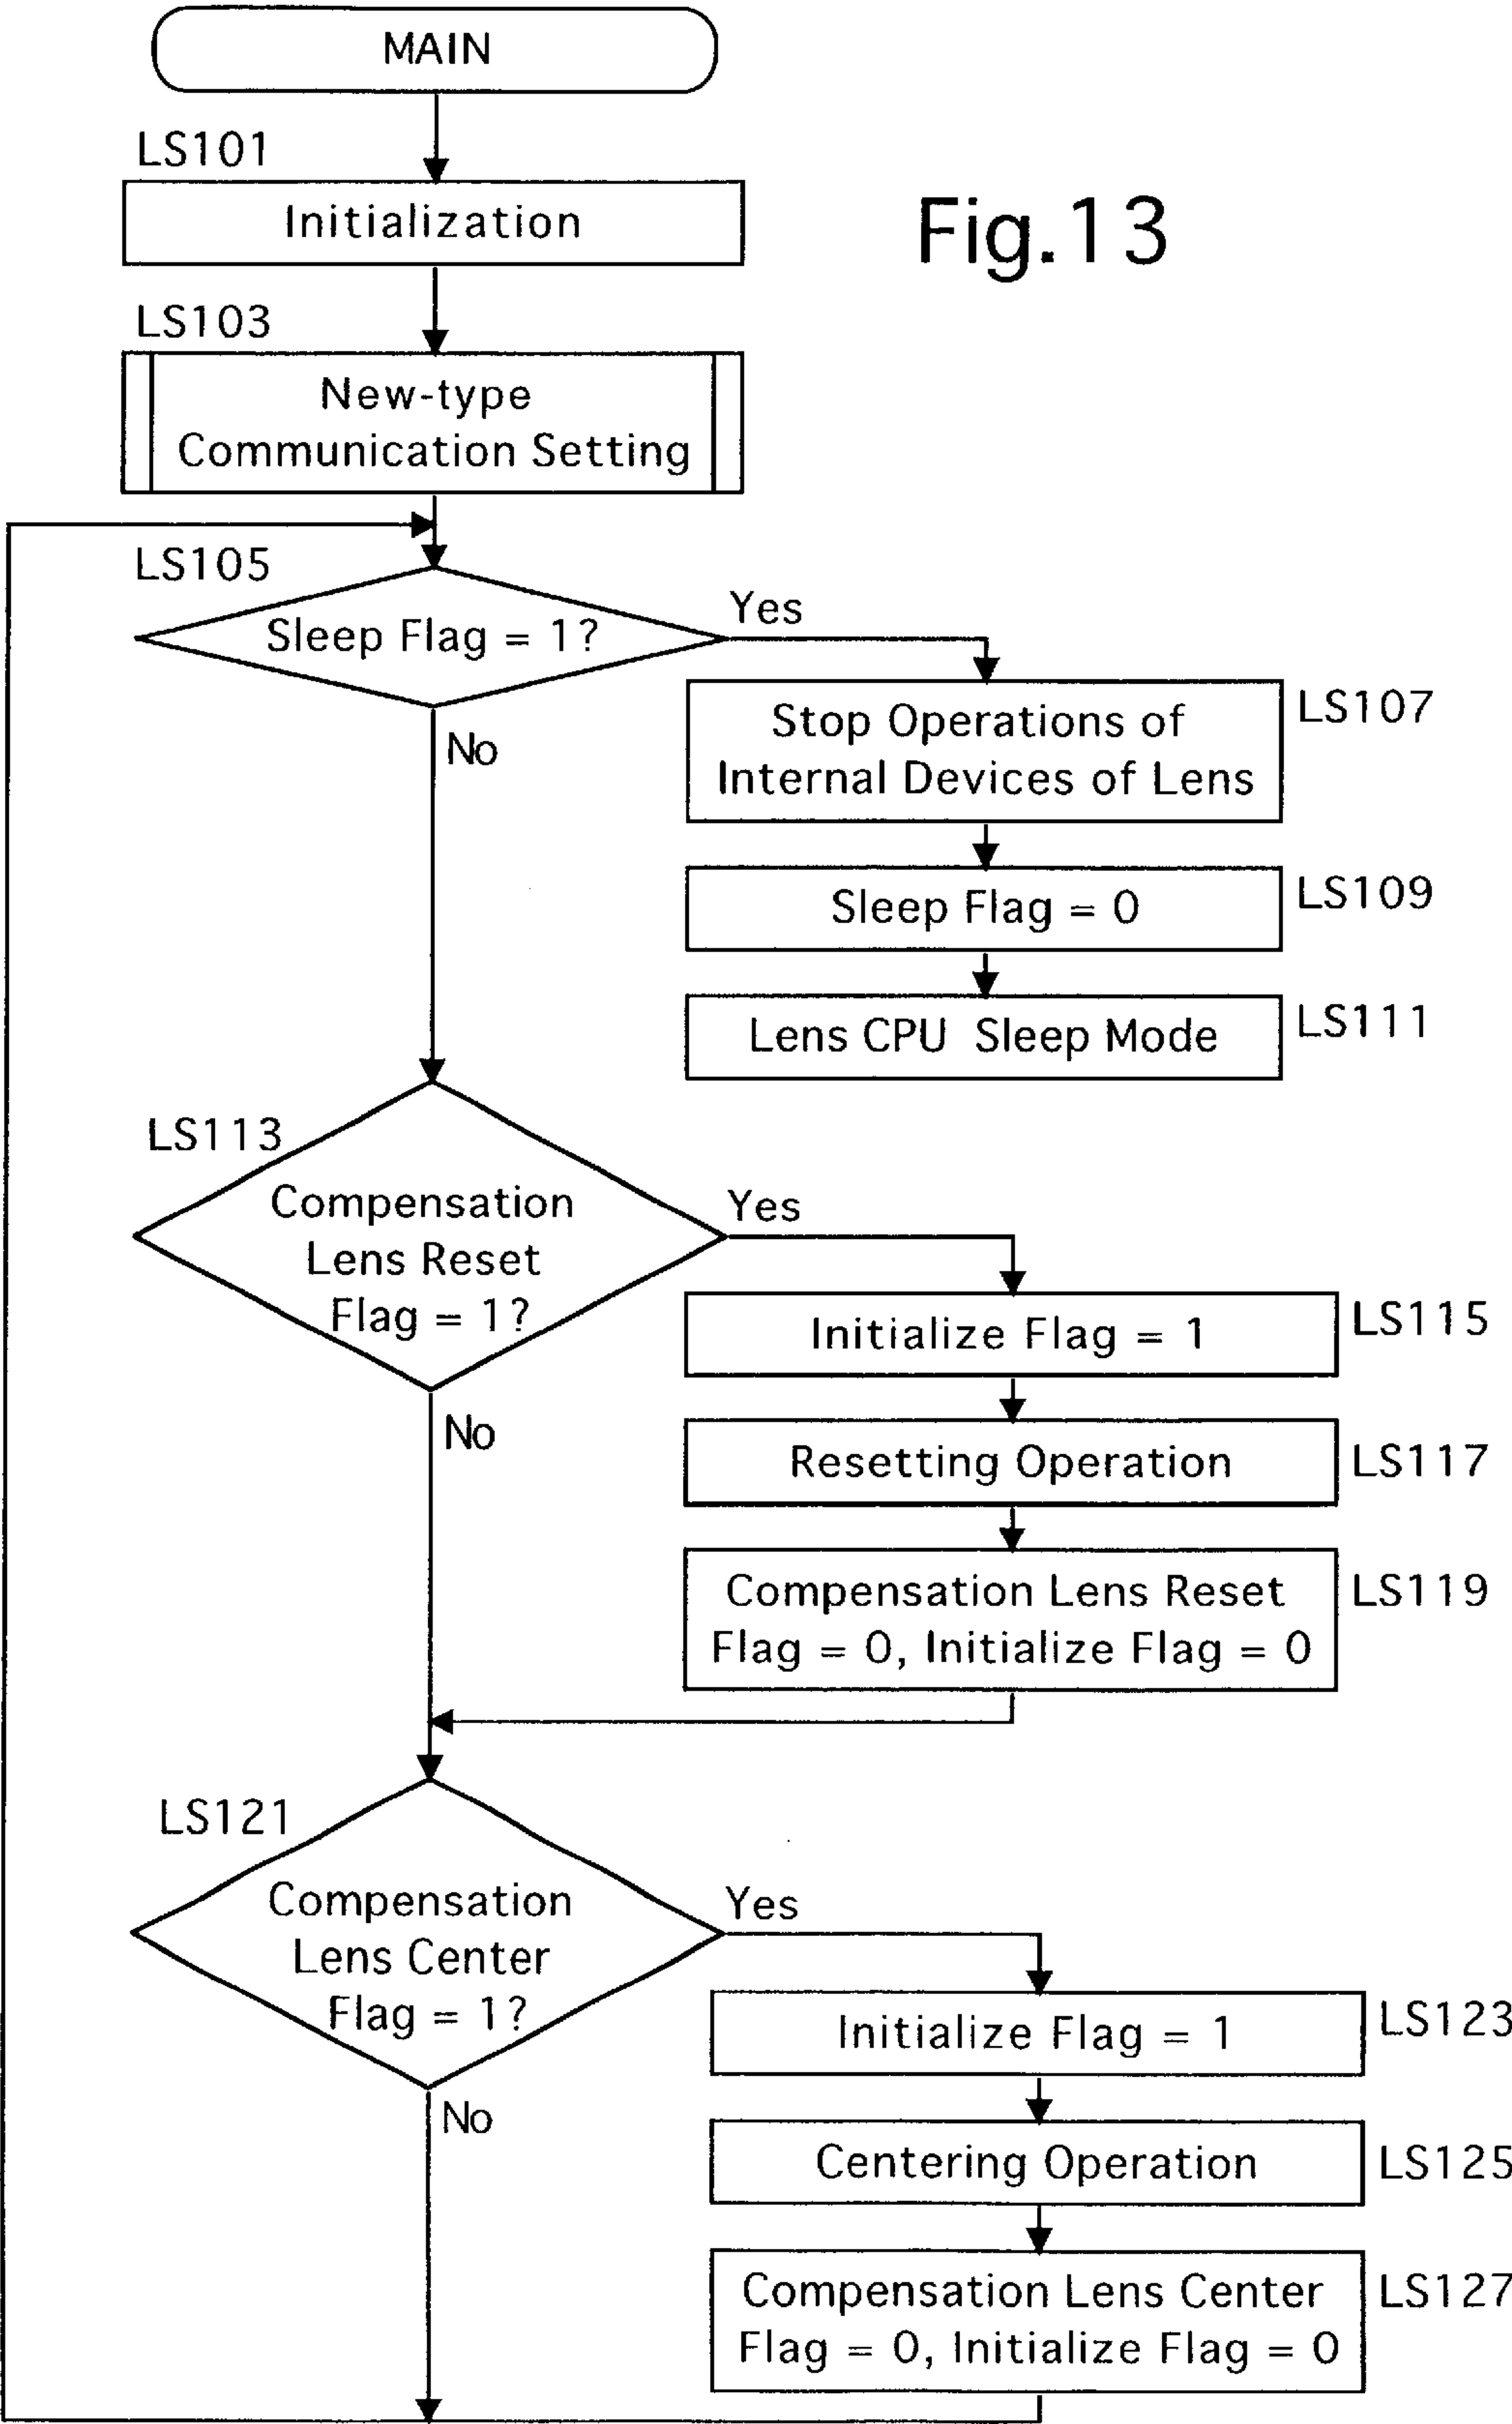 MAIN
LS101
Initialization
Fig.13
LS103
New-type
Communication Setting
LS105
Sleep Flag = 1?
Yes
No
Stop Operations of
Internal Devices of Lens
LS107
Sleep Flag = 0
LS109
Lens CPU Sleep Mode
LS111
LS113
Compensation
Lens Reset
Flag = 1?
Yes
No
Initialize Flag = 1
LS115
Resetting Operation
LS117
Compensation Lens Reset
Flag = 0, Initialize Flag = 0
LS119
LS121
Compensation
Lens Center
Flag = 1?
Yes
No
Initialize Flag = 1
LS123
Centering Operation
LS125
Compensation Lens Center
Flag = 0, Initialize Flag = 0
LS127